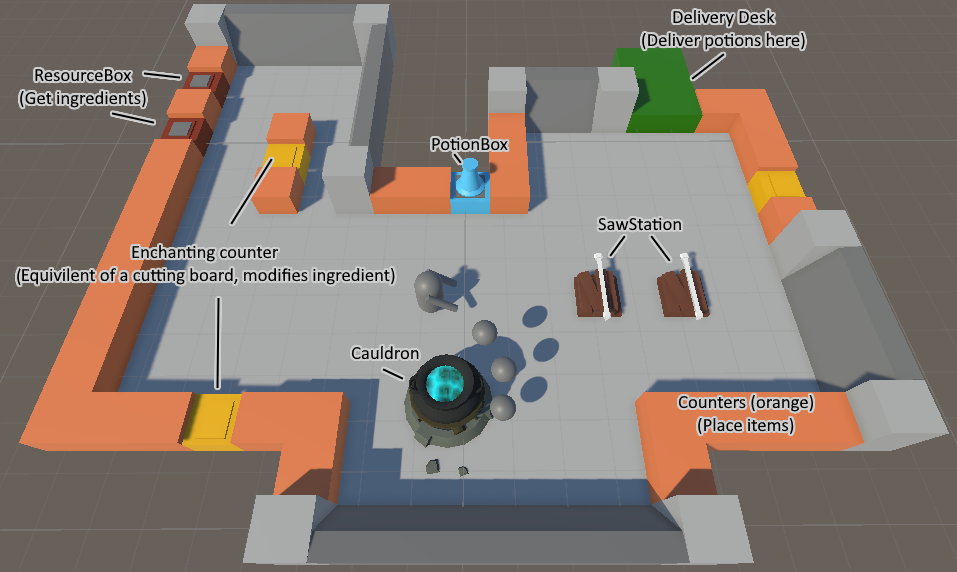 Delivery Desk
(Deliver potions here)
ResourceBox
(Get ingredients)
PotionBox
SawStation
Enchanting counter
(Equivilent of a cutting board, modifies ingredient)
Cauldron
Counters (orange)
(Place items)